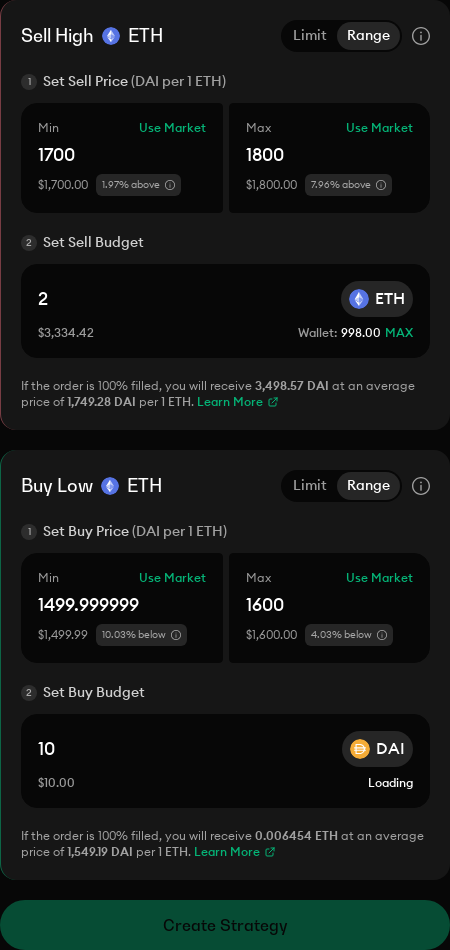 Sell High ETH Limit Range
1 Set Sell Price (DAI per 1 ETH)
Min Use Market Max Use Market
1700 1800
$1,700.00 1.97% above $1,800.00 7.96% above
2 Set Sell Budget
2 ETH
$3,334.42 Wallet: 998.00 MAX
If the order is 100% filled, you will receive 3,498.57 DAI at an average
price of 1,749.28 DAI per 1 ETH. Learn More
Buy Low ETH Limit Range
1 Set Buy Price (DAI per 1 ETH)
Min Use Market Max Use Market
1499.999999 1600
$1,499.99 10.03% below $1,600.00 4.03% below
2 Set Buy Budget
10 DAI
$10.00 Loading
If the order is 100% filled, you will receive 0.006454 ETH at an average
price of 1,549.19 DAI per 1 ETH. Learn More
Create Strategy